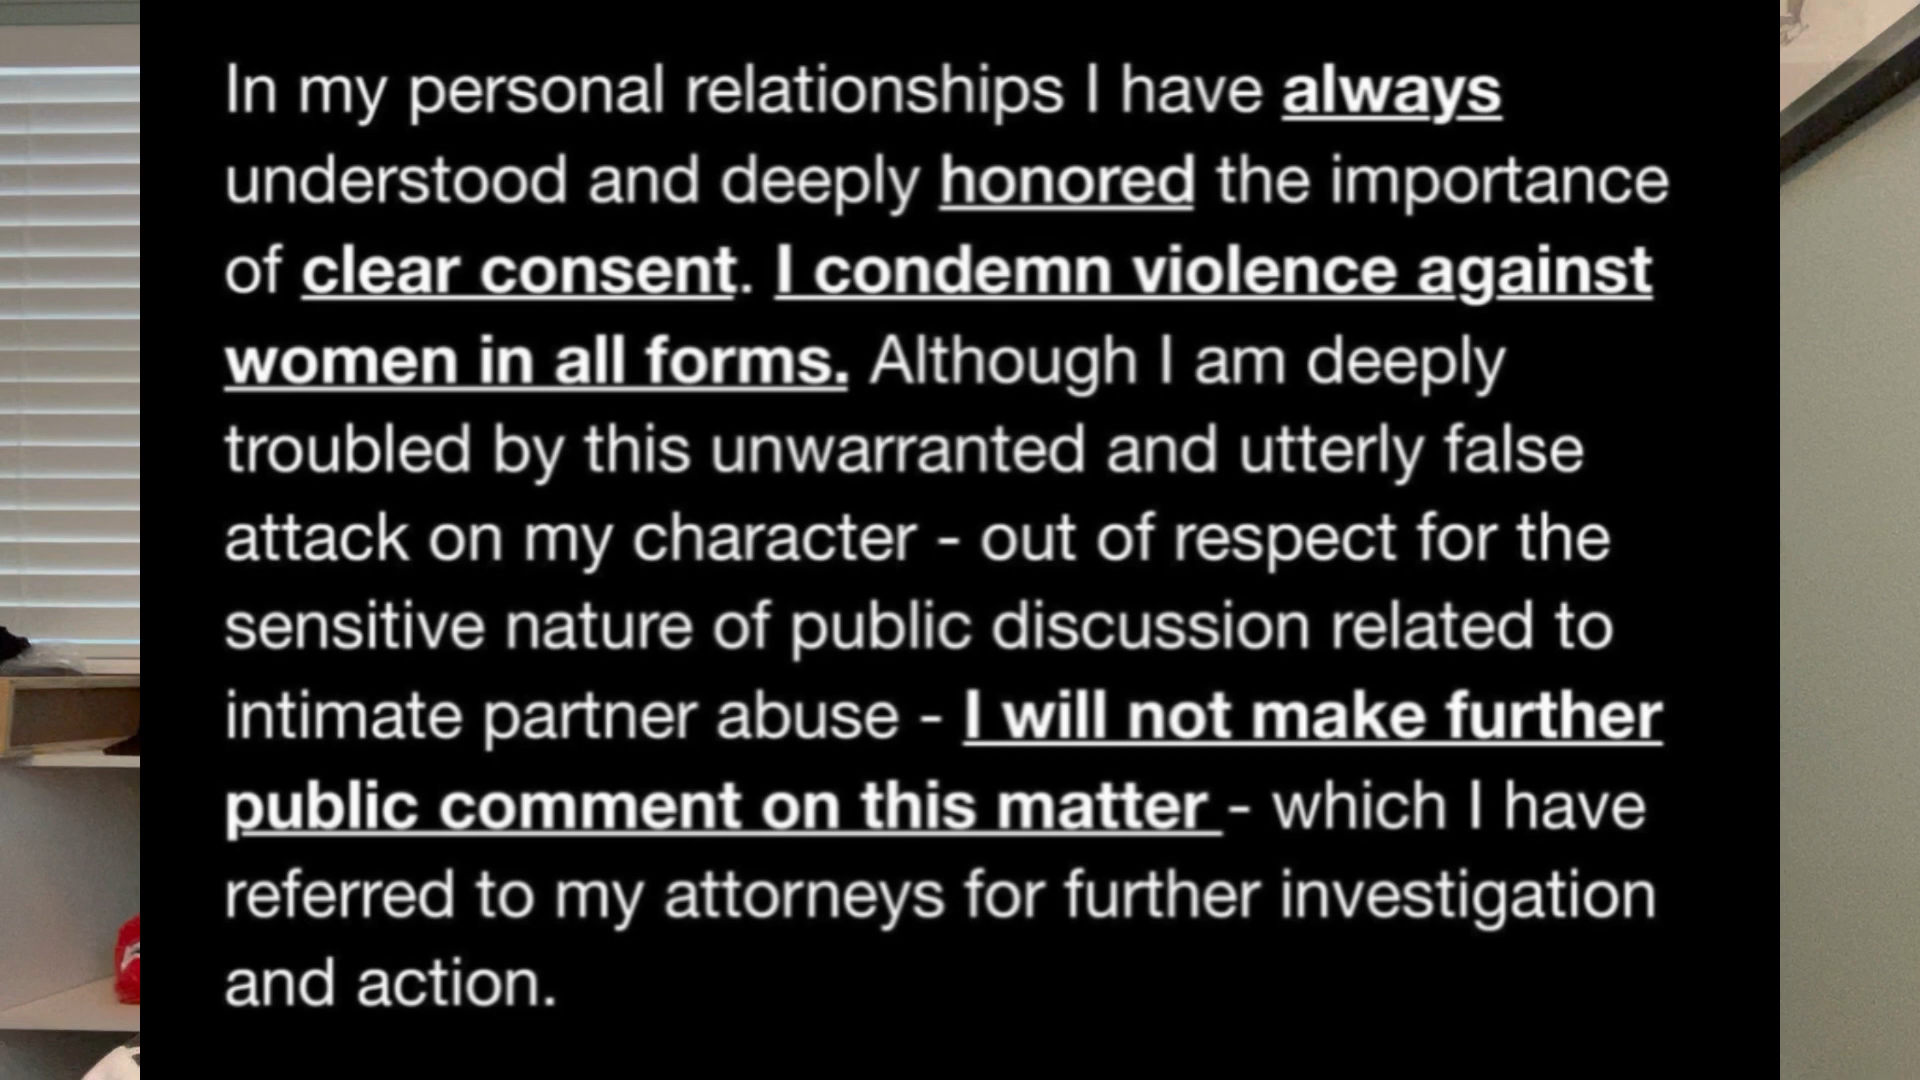 In my personal relationships I have always
understood and deeply honored the importance
of clear consent. I condemn violence against
women in all forms. Although I am deeply
troubled by this unwarranted and utterly false
attack on my character - out of respect for the
sensitive nature of public discussion related to
intimate partner abuse - I will not make further
public comment on this matter - which I have
referred to my attorneys for further investigation
and action.